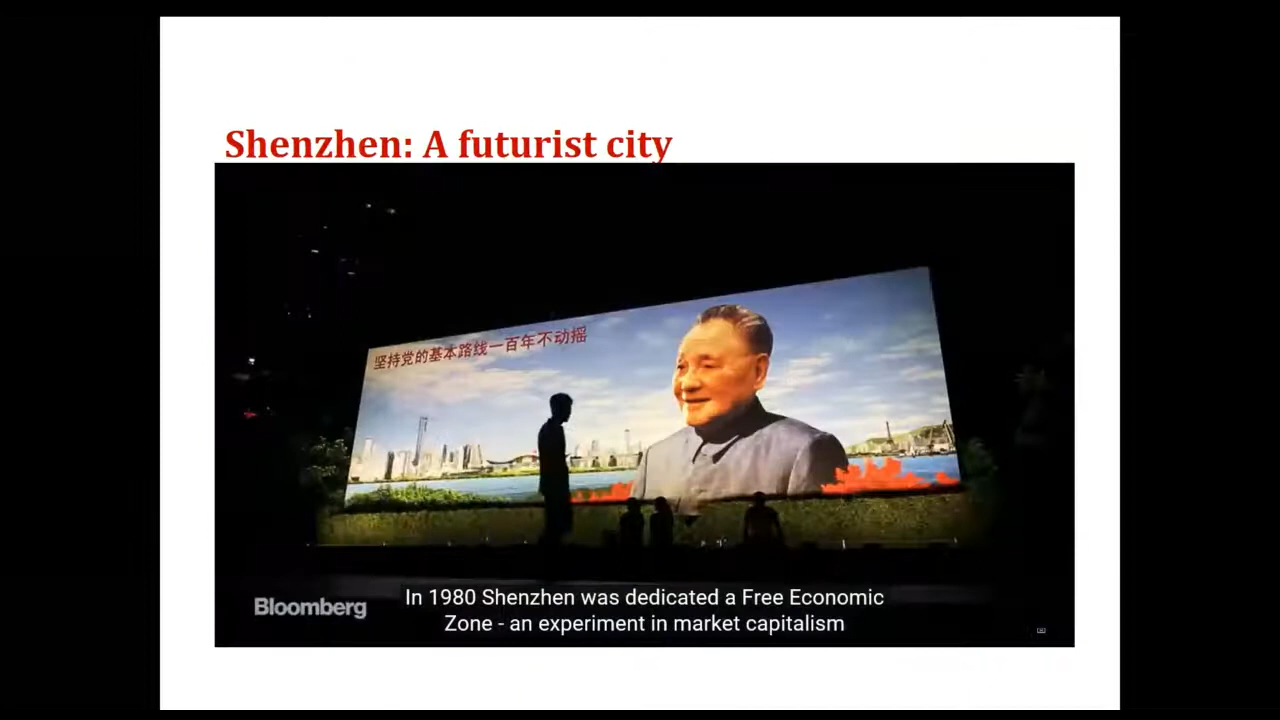 Shenzhen: A futurist city
坚持党的基本路线一百年不动摇
Bloomberg
In 1980 Shenzhen was dedicated a Free Economic
Zone - an experiment in market capitalism